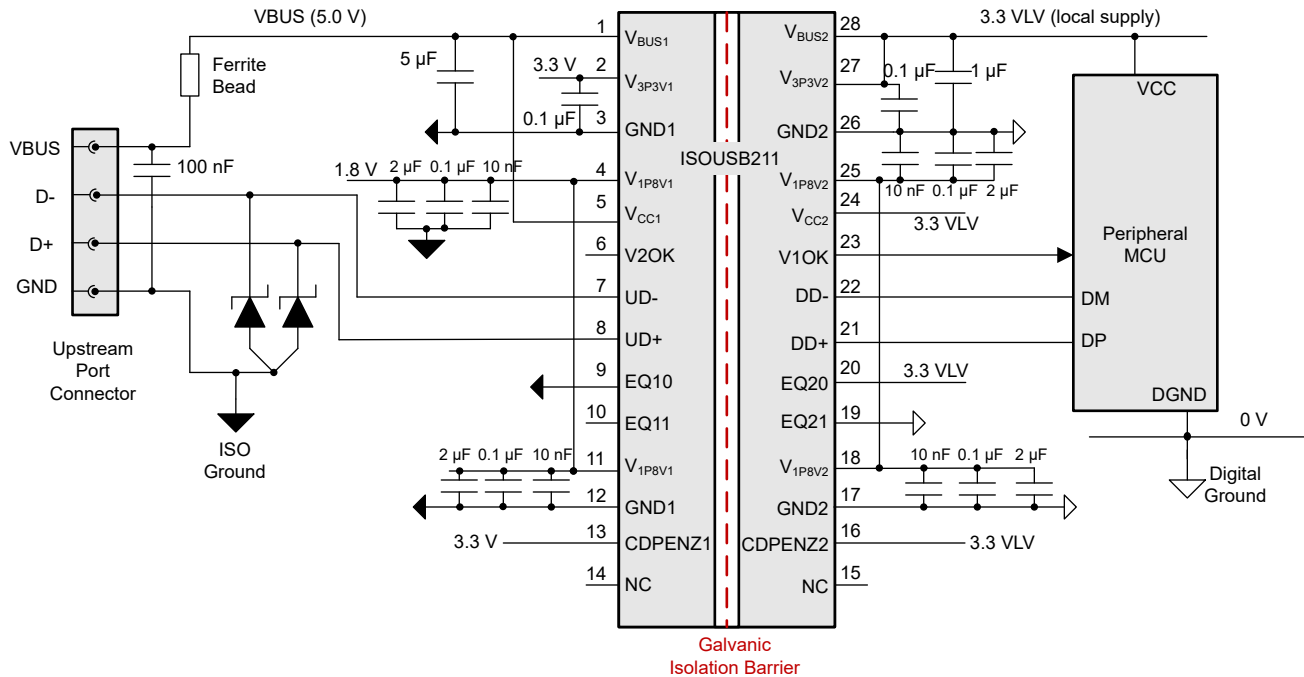 VBUS (5.0 V)
3.3 VLV (local supply)
Ferrite
Bead
5 µF
3.3 V
0.1 µF
VBUS
D-
D+
GND
100 nF
1.8 V
2 µF
0.1 µF
10 nF
Upstream
Port
Connector
ISO
Ground
2 µF
0.1 µF
10 nF
3.3 V
1
2
3
4
5
6
7
8
9
10
11
12
13
14
VBUS1
V3P3V1
GND1
V1P8V1
VCC1
V2OK
UD-
UD+
EQ10
EQ11
V1P8V1
GND1
CDPENZ1
NC
ISOUSB211
VBUS2
V3P3V2
GND2
V1P8V2
VCC2
V1OK
DD-
DD+
EQ20
EQ21
V1P8V2
GND2
CDPENZ2
NC
28
27
26
25
24
23
22
21
20
19
18
17
16
15
0.1 µF
1 µF
10 nF
0.1 µF
2 µF
3.3 VLV
3.3 VLV
10 nF
0.1 µF
2 µF
3.3 VLV
VCC
Peripheral
MCU
DM
DP
DGND
0 V
Digital
Ground
Galvanic
Isolation Barrier